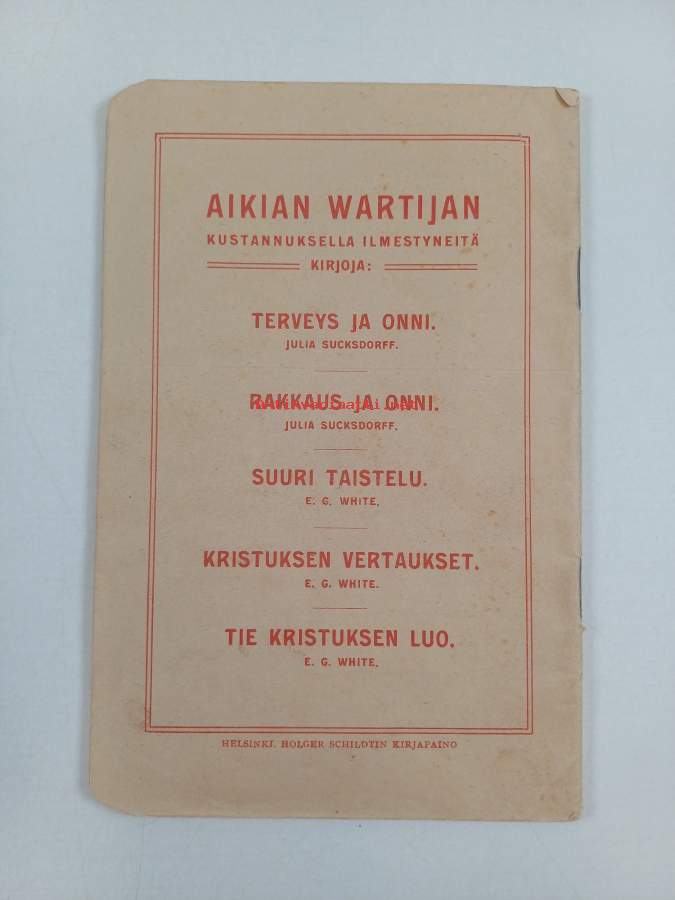 AIKIAN WARTIJAN
KUSTANNUKSELLA ILMESTYNEITÄ
KIRJOJA:
TERVEYS JA ONNI.
JULIA SUCKSDORFF.
RAKKAUS JA ONNI.
JULIA SUCKSDORFF.
SUURI TAISTELU.
E. G. WHITE.
KRISTUKSEN VERTAUKSET.
E. G. WHITE.
TIE KRISTUKSEN LUO.
E. G. WHITE.
HELSINKI. HOLGER SCHILDTIN KIRJAPAINO